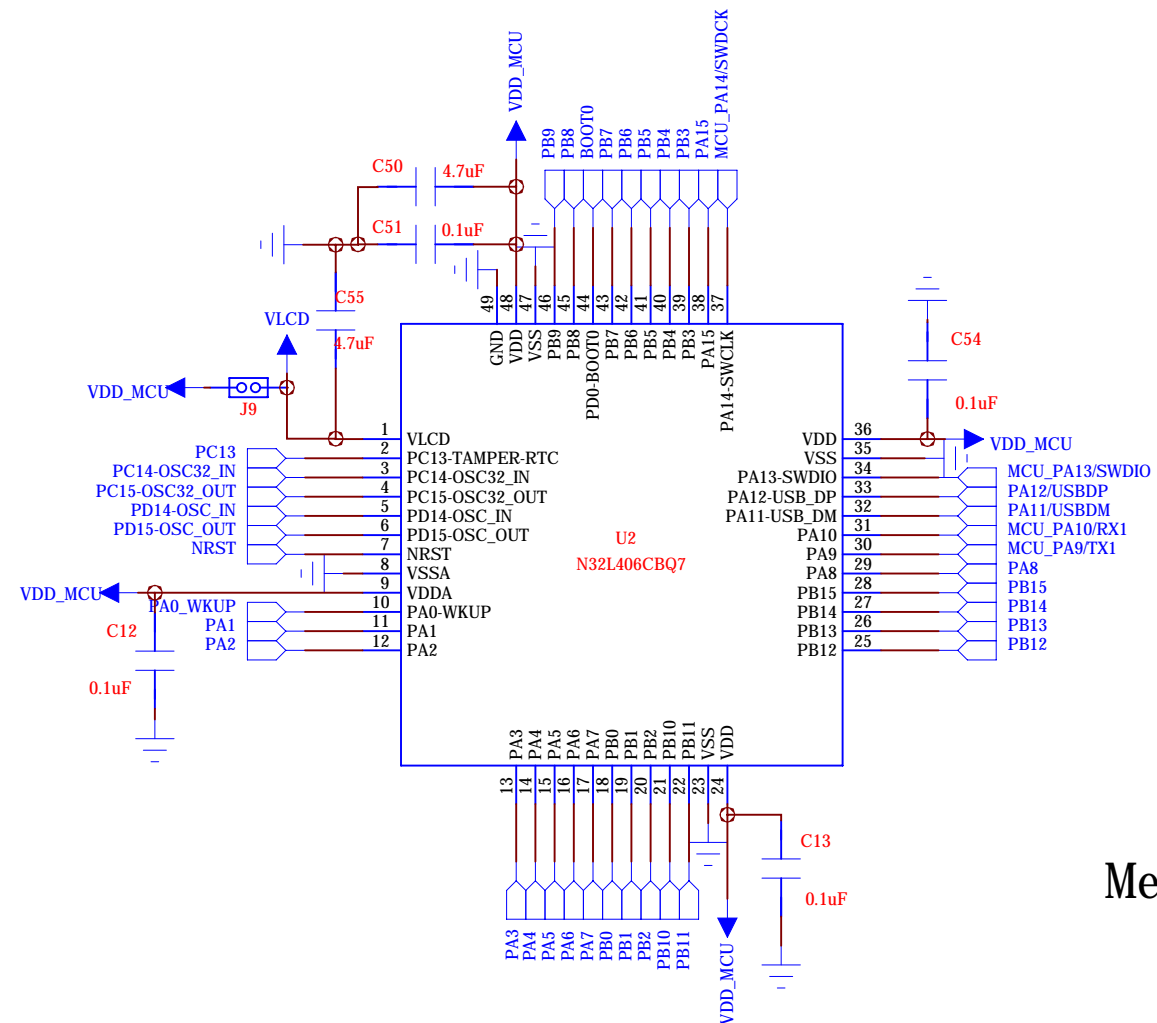 VDD_MCU
PB9
PB8
BOOT0
PB7
PB6
PB5
PB4
PB3
PA15
MCU_PA14/SWDCK
C50
4.7uF
C51
0.1uF
C55
4.7uF
VLCD
VDD_MCU
J9
49
48
47
46
45
44
43
42
41
40
39
38
37
GND
VDD
VSS
PB9
PB8
PD0-BOOT0
PB7
PB6
PB5
PB4
PB3
PA15
PA14-SWCLK
C54
0.1uF
VDD_MCU
PC13
PC14-OSC32_IN
PC15-OSC32_OUT
PD14-OSC_IN
PD15-OSC_OUT
NRST
VDD_MCU
PA0_WKUP
PA1
PA2
C12
0.1uF
1
2
3
4
5
6
7
8
9
10
11
12
VLCD
PC13-TAMPER-RTC
PC14-OSC32_IN
PC15-OSC32_OUT
PD14-OSC_IN
PD15-OSC_OUT
NRST
VSSA
VDDA
PA0-WKUP
PA1
PA2
U2
N32L406CBQ7
VDD
VSS
PA13-SWDIO
PA12-USB_DP
PA11-USB_DM
PA10
PA9
PA8
PB15
PB14
PB13
PB12
36
35
34
33
32
31
30
29
28
27
26
25
MCU_PA13/SWDIO
PA12/USBDP
PA11/USBDM
MCU_PA10/RX1
MCU_PA9/TX1
PA8
PB15
PB14
PB13
PB12
PA3
PA4
PA5
PA6
PA7
PB0
PB1
PB2
PB10
PB11
VSS
VDD
13
14
15
16
17
18
19
20
21
22
23
24
PA3
PA4
PA5
PA6
PA7
PB0
PB1
PB2
PB10
PB11
VDD_MCU
C13
0.1uF
Me